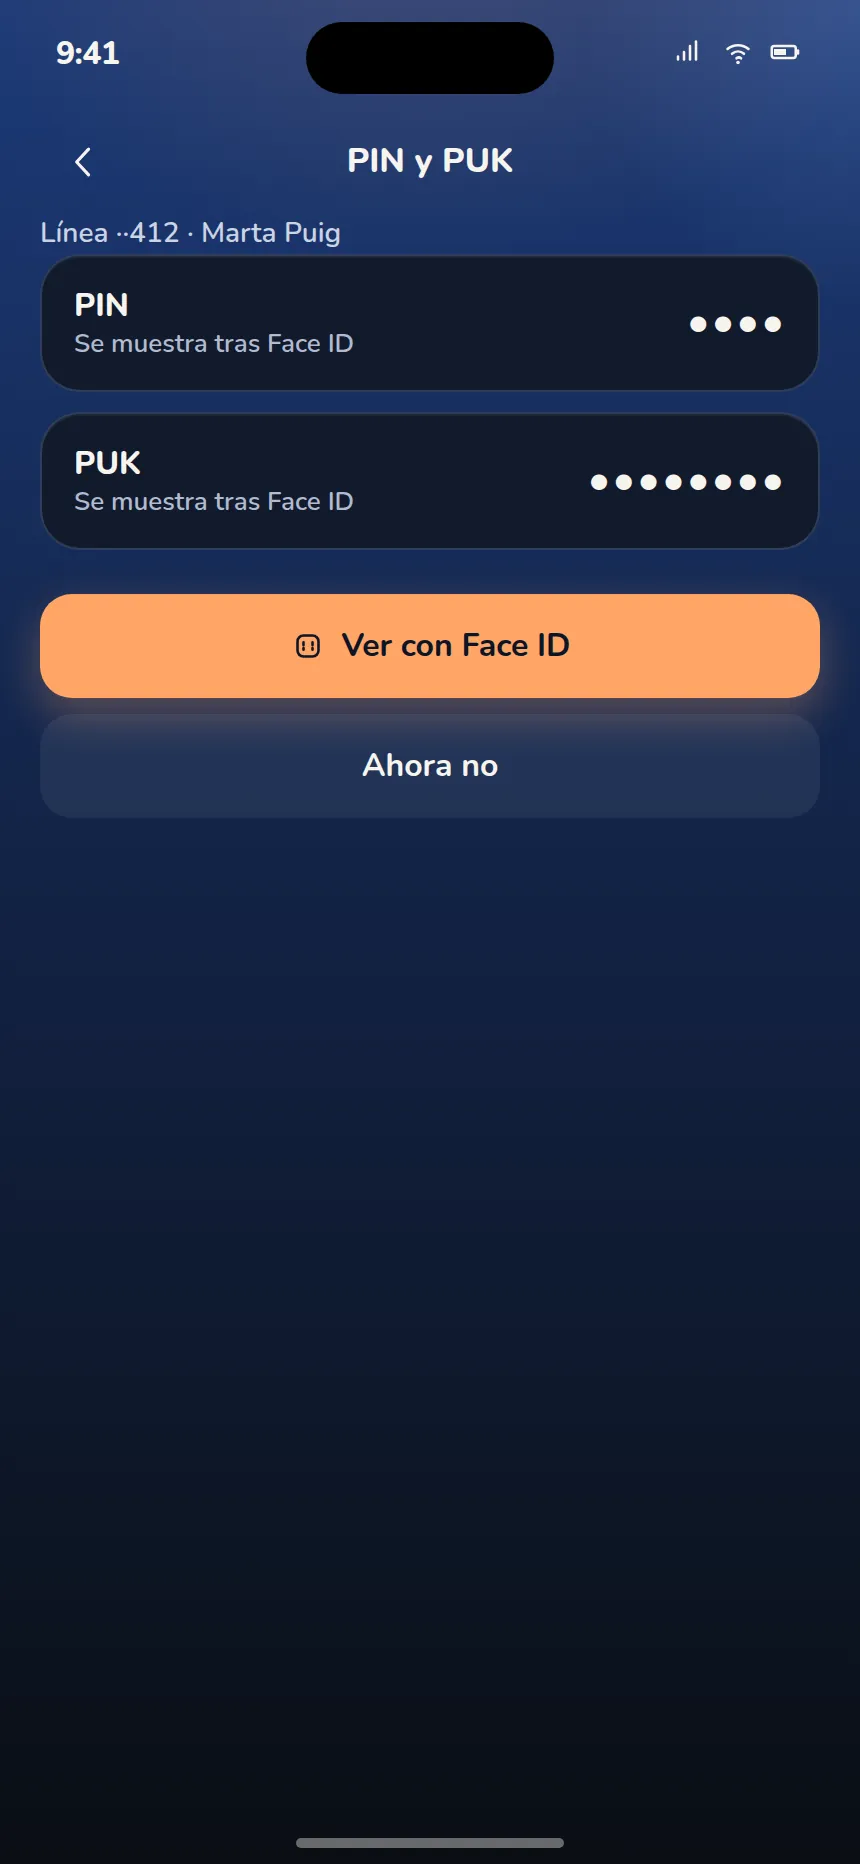 9:41
PIN y PUK
Línea ··412 · Marta Puig
PIN
Se muestra tras Face ID
●●●●
PUK
Se muestra tras Face ID
●●●●●●●●
Ver con Face ID
Ahora no